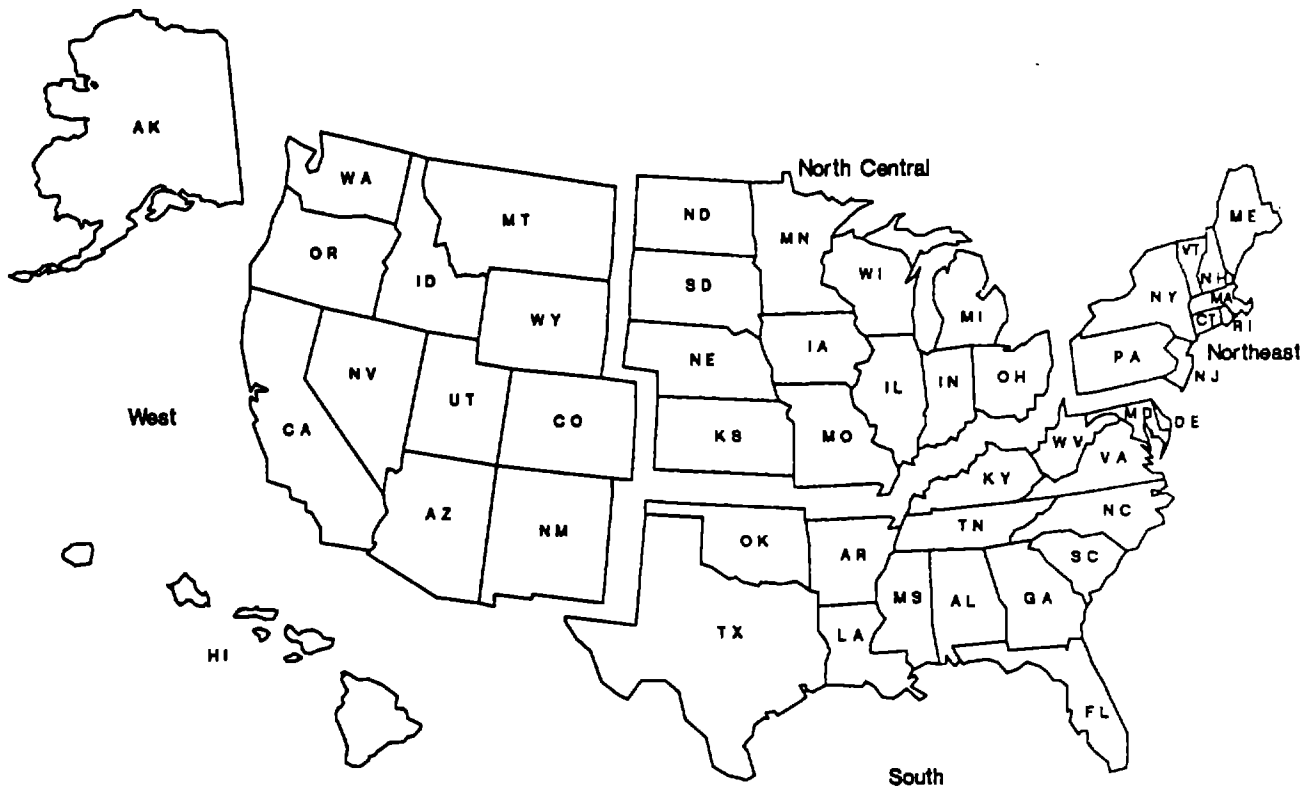 AK
North Central
WA
MT
ND
MN
ME
OR
ID
SD
WI
MI
VT
NH
NY
MA
CT
RI
WY
NE
IA
IL
IN
OH
PA
Northeast
NJ
NV
UT
CO
West
CA
KS
MO
WV
MD
DE
VA
KY
AZ
NM
OK
AR
TN
NC
SC
MS
AL
GA
TX
LA
HI
FL
South